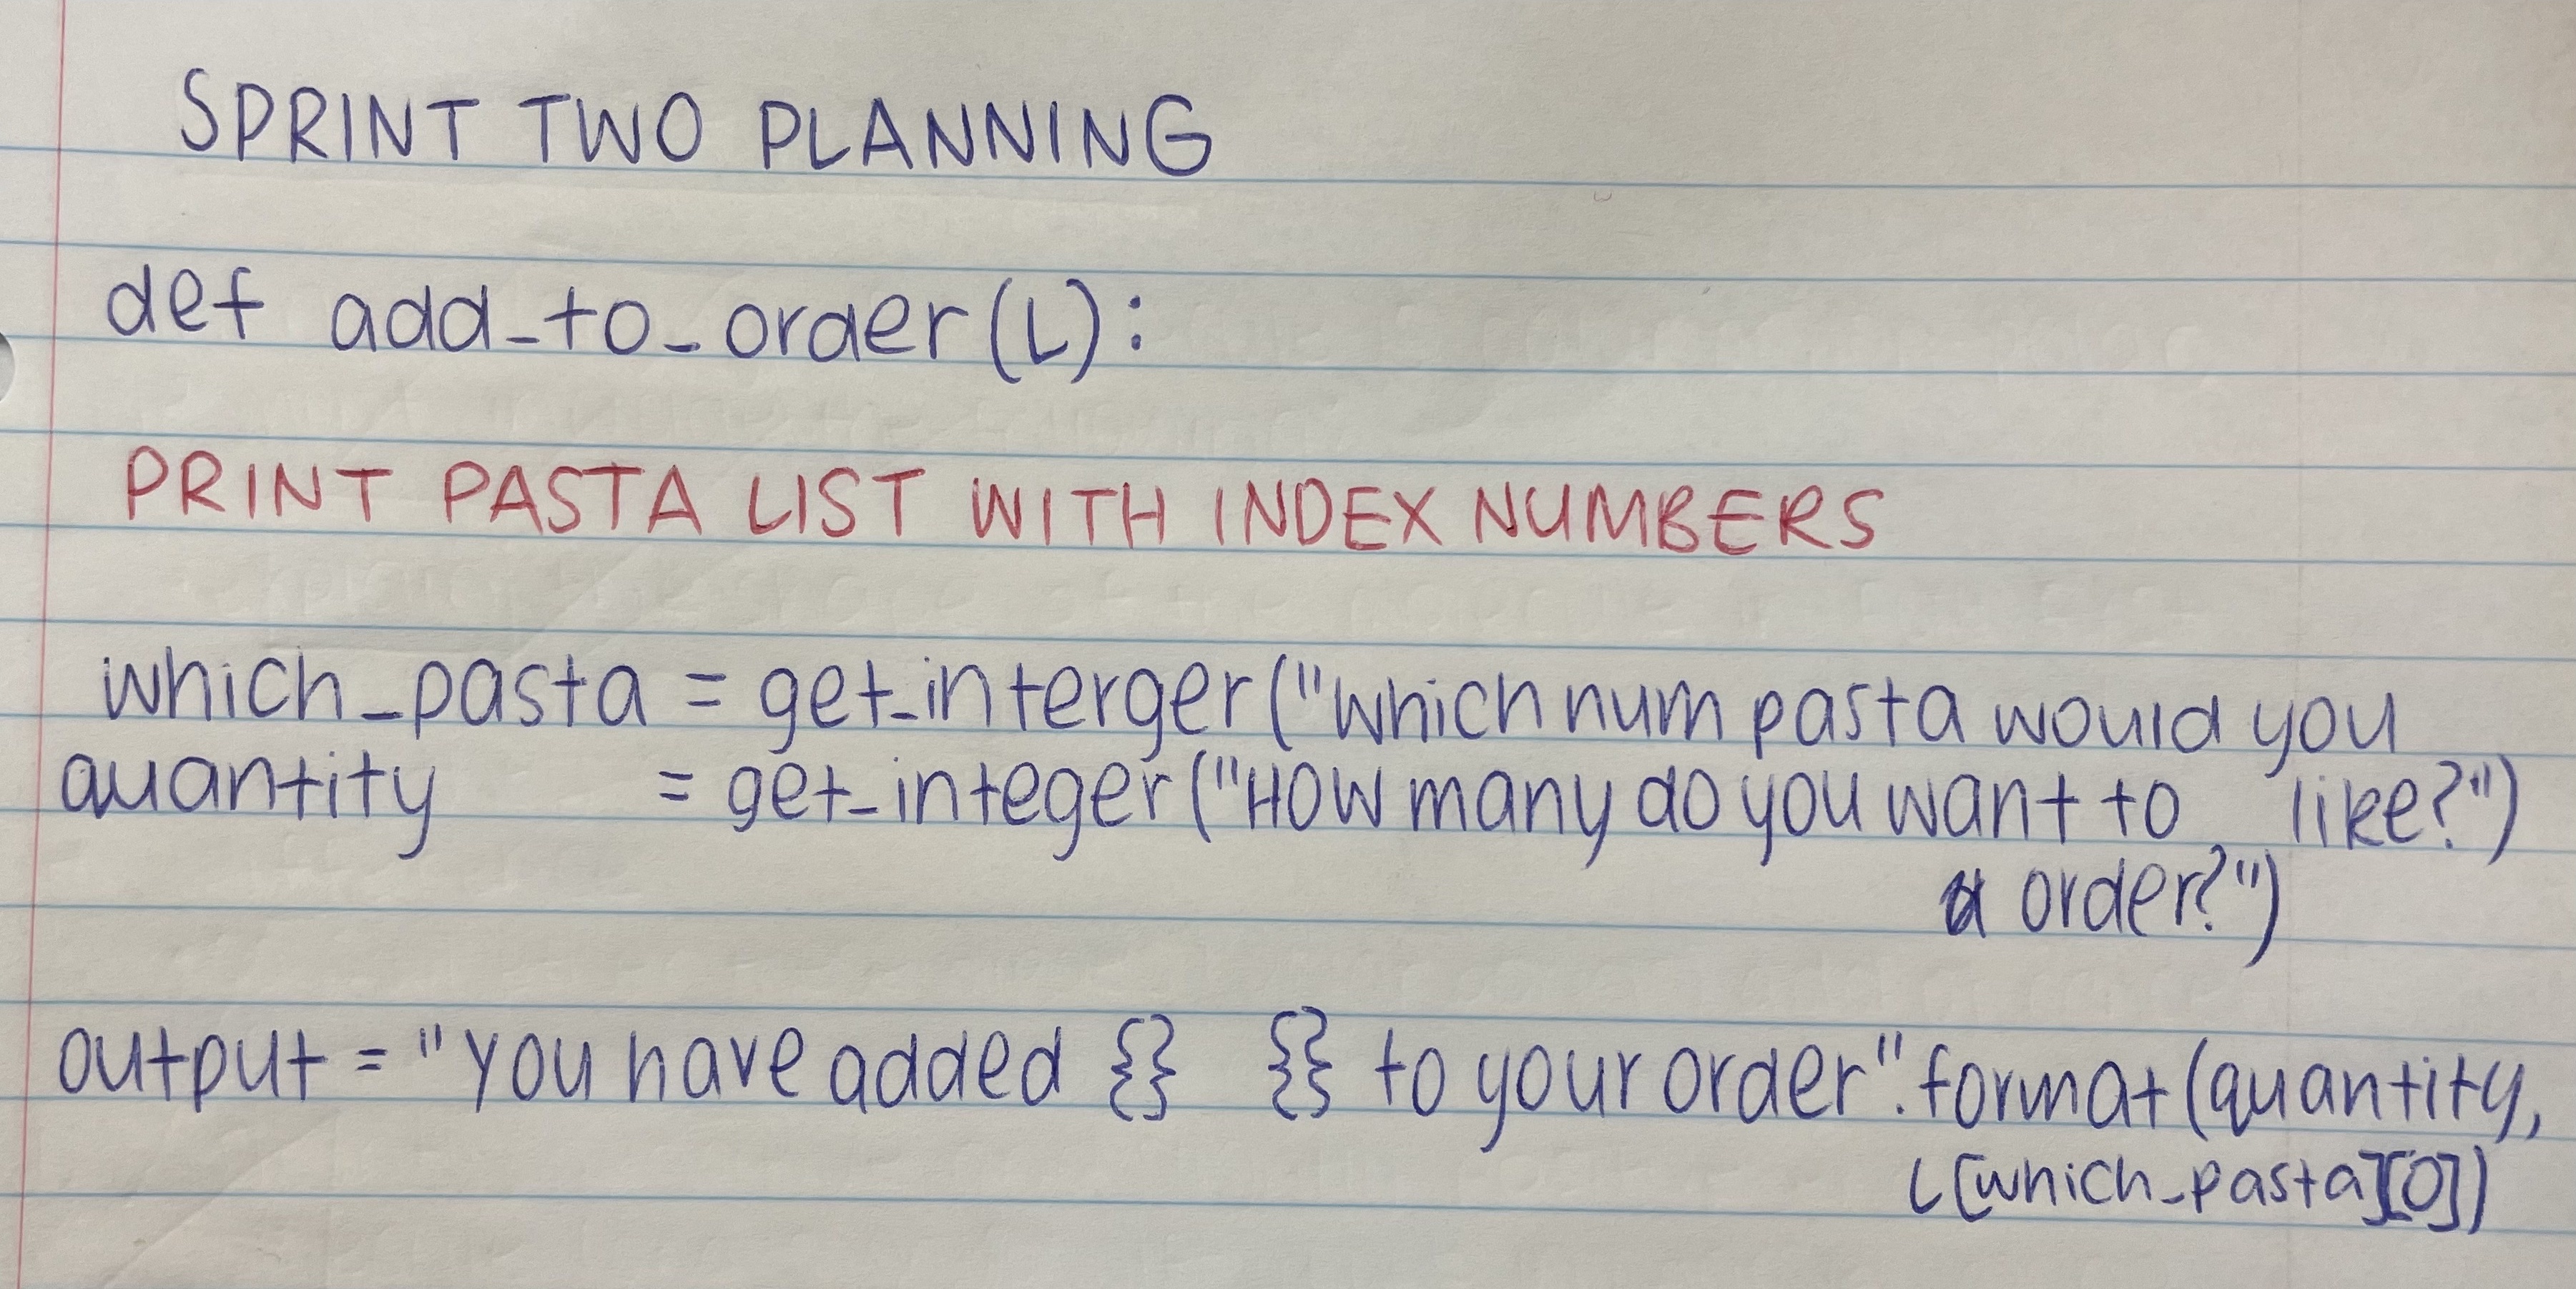 SPRINT TWO PLANNING
def add_to_order(L):
PRINT PASTA LIST WITH INDEX NUMBERS
which_pasta = get_interger("Which num pasta would you
like?")
quantity = get_integer("HOW many do you want to
order?")
output = "You have added {} {} to your order".format(quantity,
L[which_pasta][0])